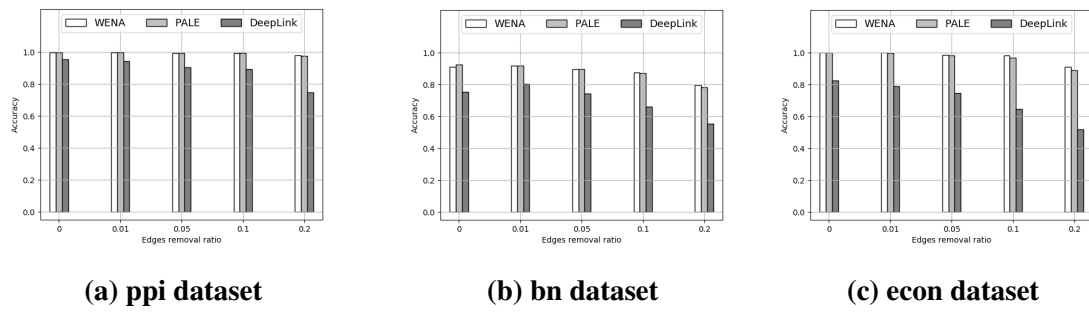 WENA PALE DeepLink
1.0
0.8
0.6
0.4
0.2
0.0
Accuracy
0 0.01 0.05 0.1 0.2
Edges removal ratio
(a) ppi dataset
WENA PALE DeepLink
1.0
0.8
0.6
0.4
0.2
0.0
Accuracy
0 0.01 0.05 0.1 0.2
Edges removal ratio
(b) bn dataset
WENA PALE DeepLink
1.0
0.8
0.6
0.4
0.2
0.0
Accuracy
0 0.01 0.05 0.1 0.2
Edges removal ratio
(c) econ dataset